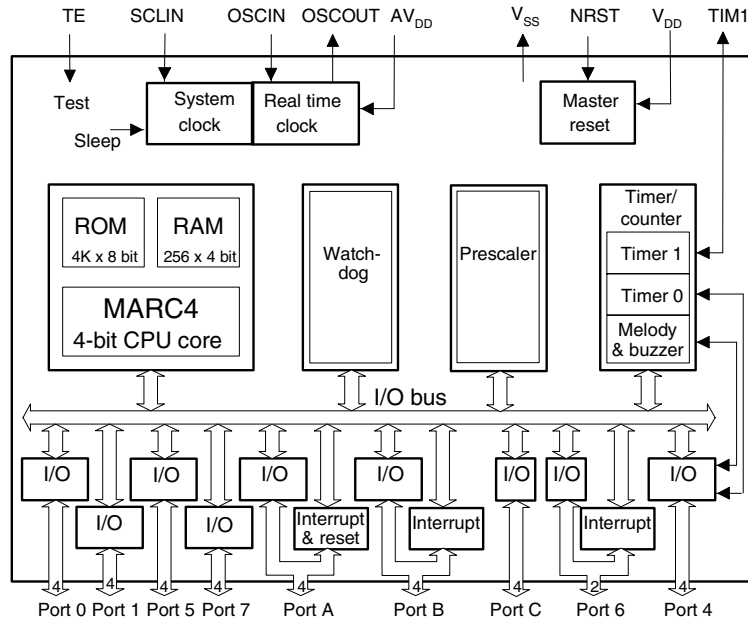 TE SCLIN OSCIN OSCOUT AVDD VSS NRST VDD TIM1
Test
Sleep
System
clock
Real time
clock
Master
reset
ROM
4K x 8 bit
RAM
256 x 4 bit
MARC4
4-bit CPU core
Watch-
dog
Prescaler
Timer/
counter
Timer 1
Timer 0
Melody
& buzzer
I/O bus
I/O I/O I/O I/O I/O I/O I/O
I/O I/O
Interrupt
& reset
Interrupt
Interrupt
4 4 4 4 4 4 4 2 4
Port 0 Port 1 Port 5 Port 7 Port A Port B Port C Port 6 Port 4